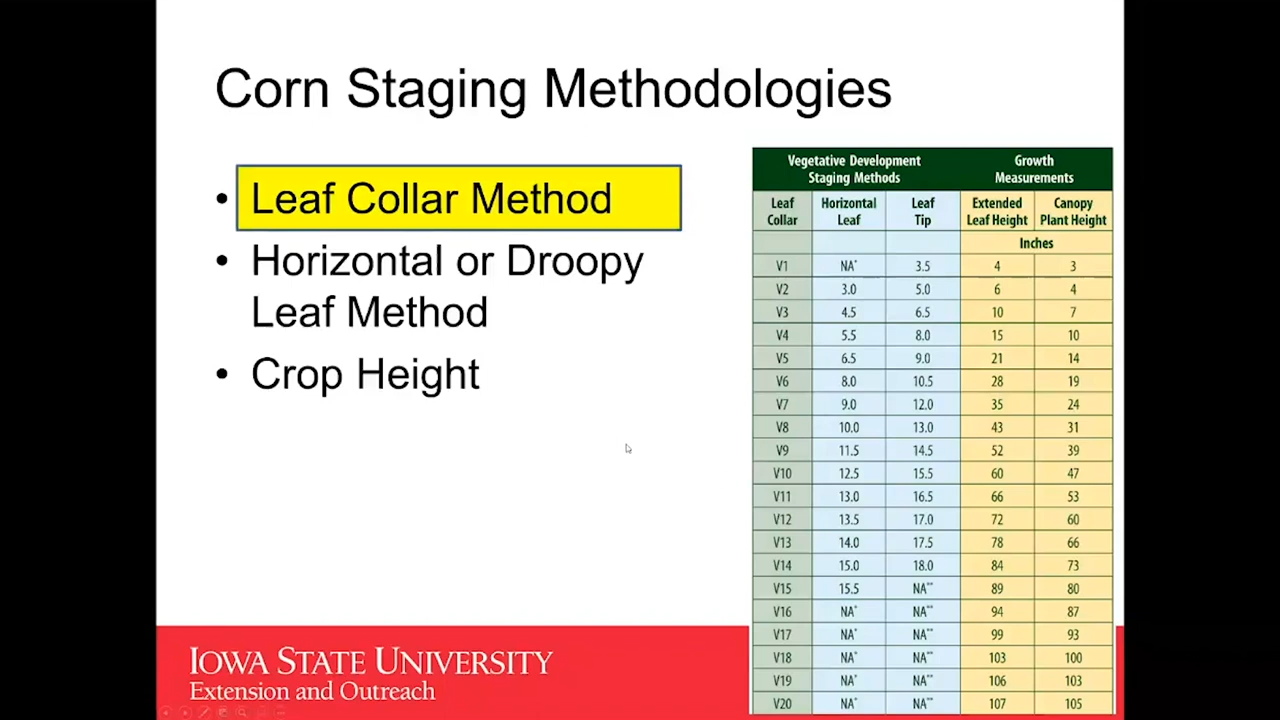 Corn Staging Methodologies
• Leaf Collar Method
• Horizontal or Droopy
Leaf Method
• Crop Height
Vegetative Development Growth
Staging Methods Measurements
Leaf Horizontal Leaf Extended Canopy
Collar Leaf Tip Leaf Height Plant Height
Inches
V1 NA* 3.5 4 3
V2 3.0 5.0 6 4
V3 4.5 6.5 10 7
V4 5.5 8.0 15 10
V5 6.5 9.0 21 14
V6 8.0 10.5 28 19
V7 9.0 12.0 35 24
V8 10.0 13.0 43 31
V9 11.5 14.5 52 39
V10 12.5 15.5 60 47
V11 13.0 16.5 66 53
V12 13.5 17.0 72 60
V13 14.0 17.5 78 66
V14 15.0 18.0 84 73
V15 15.5 NA** 89 80
V16 NA* NA** 94 87
V17 NA* NA** 99 93
V18 NA* NA** 103 100
V19 NA* NA** 106 103
V20 NA* NA** 107 105
IOWA STATE UNIVERSITY
Extension and Outreach